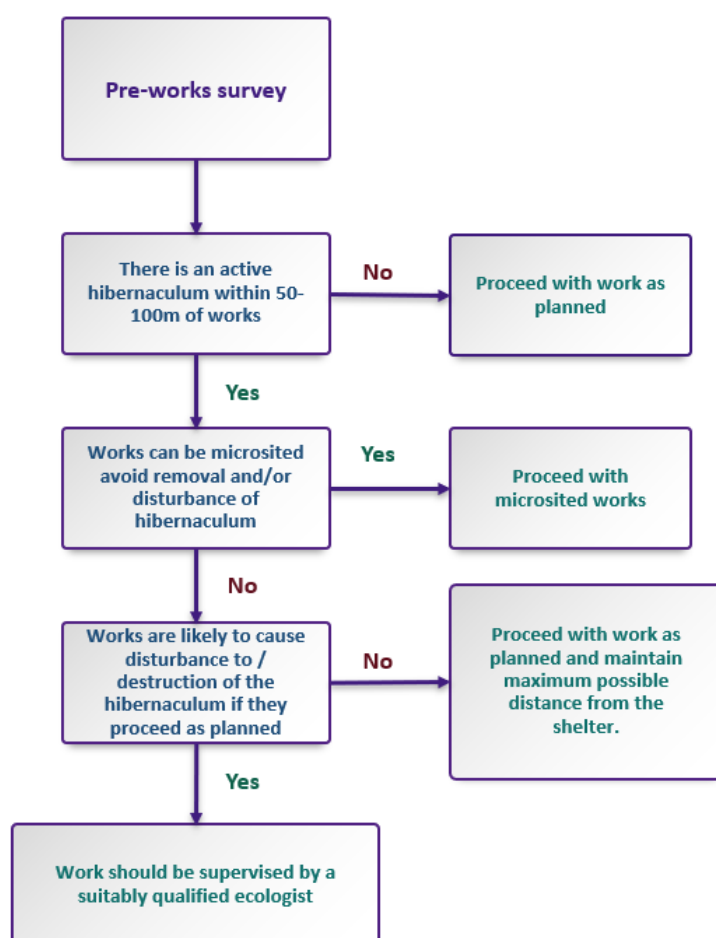 Pre-works survey
There is an active
hibernaculum within 50-
100m of works
No
Proceed with work as
planned
Yes
Works can be microsited
avoid removal and/or
disturbance of
hibernaculum
Yes
Proceed with
microsited works
No
Works are likely to cause
disturbance to /
destruction of the
hibernaculum if they
proceed as planned
No
Proceed with work as
planned and maintain
maximum possible
distance from the
shelter.
Yes
Work should be supervised by a
suitably qualified ecologist